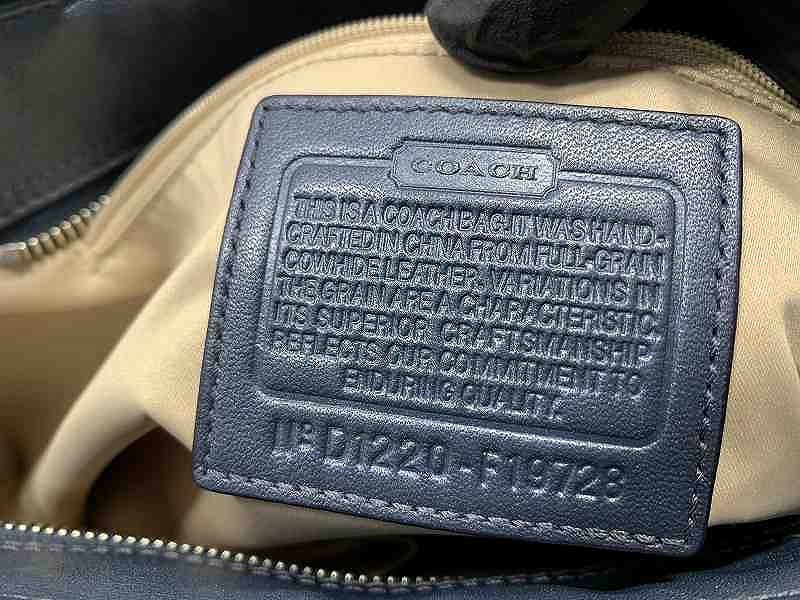 COACH
THIS IS A COACH BAG.IT WAS HAND-
CRAFTED IN CHINA FROM FULL-GRAIN
COWHIDE LEATHER. VARIATIONS IN
THE GRAIN ARE A CHARACTERISTIC.
ITS SUPERIOR CRAFTSMANSHIP
REFLECTS OUR COMMITMENT TO
ENDURING QUALITY.
Nº D1220-F19728